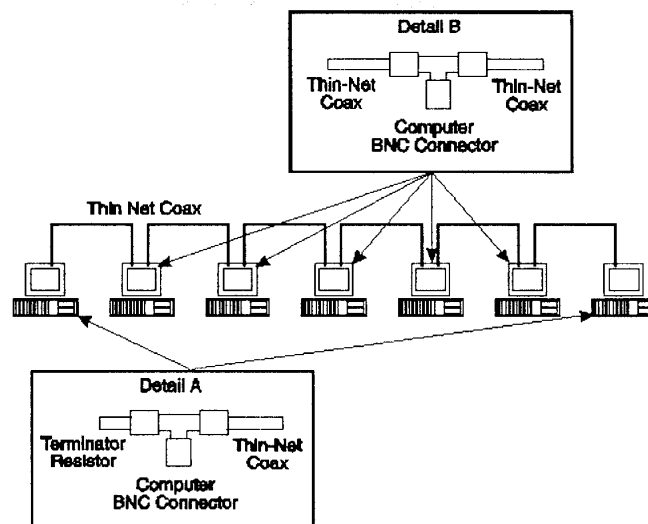 Detail B
Thin-Net
Coax
Thin-Net
Coax
Computer
BNC Connector
Thin Net Coax
Detail A
Terminator
Resistor
Thin-Net
Coax
Computer
BNC Connector